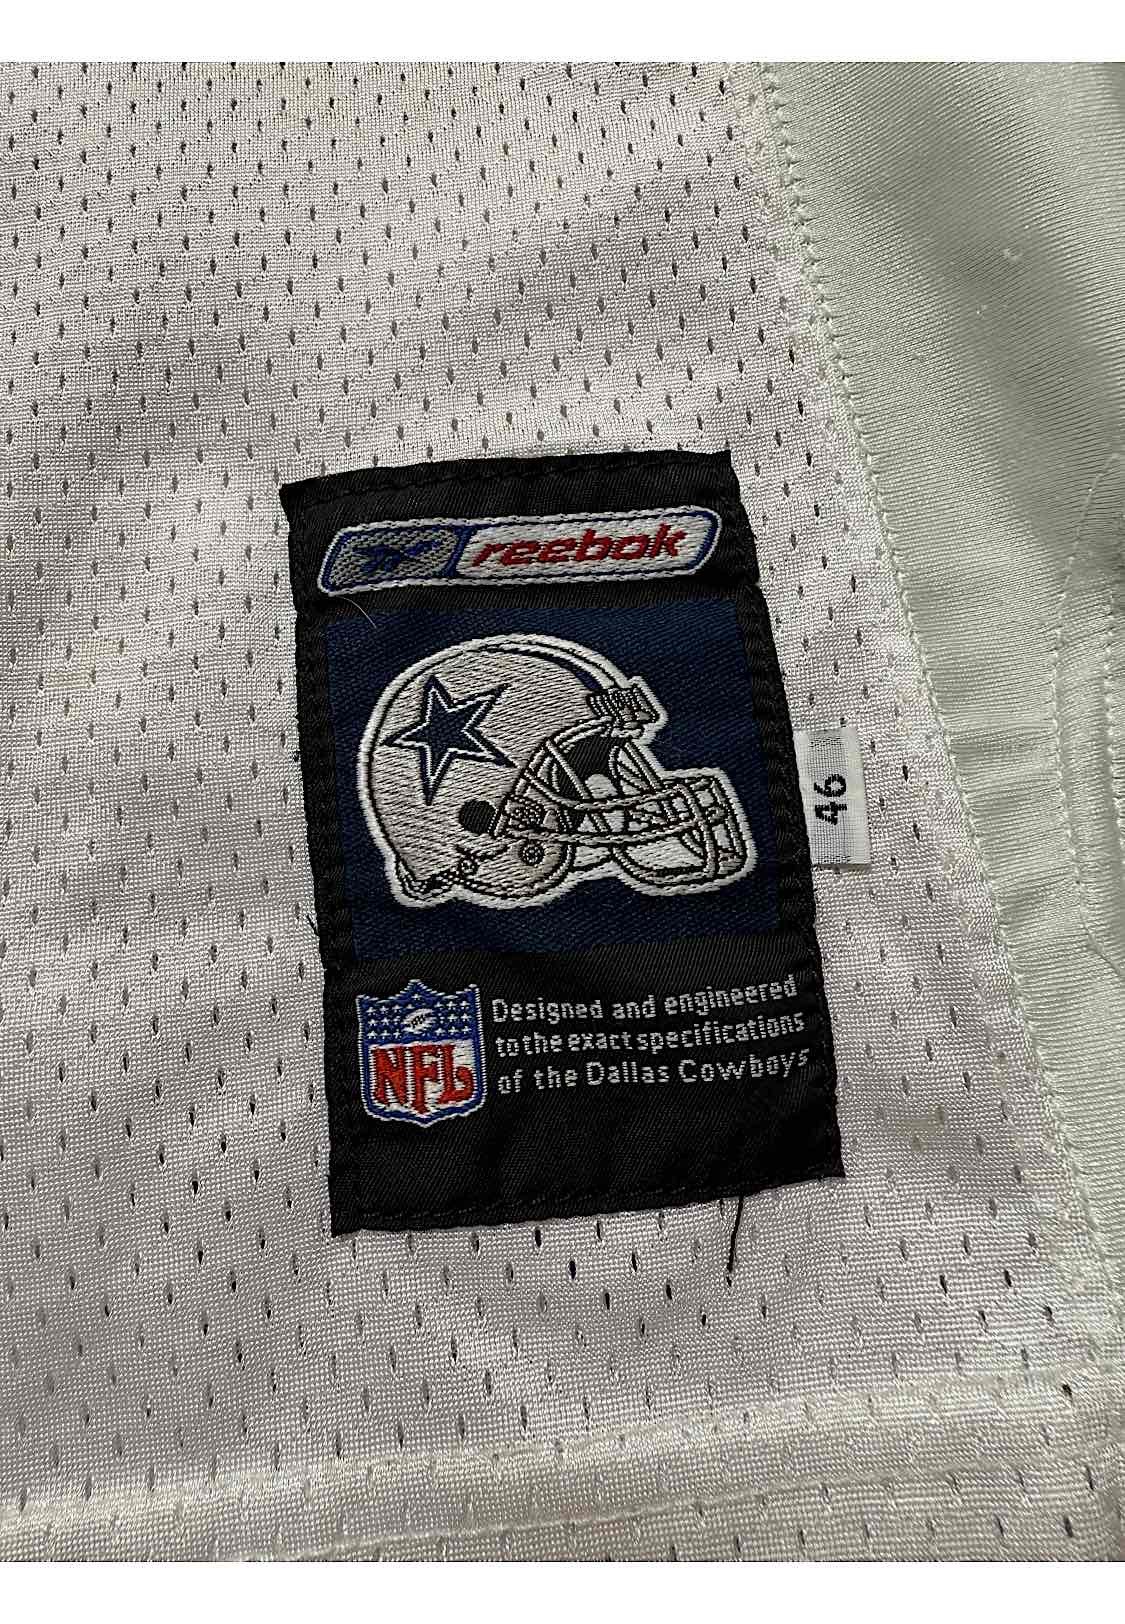 reebok
46
NFL
Designed and engineered
to the exact specifications
of the Dallas Cowboys